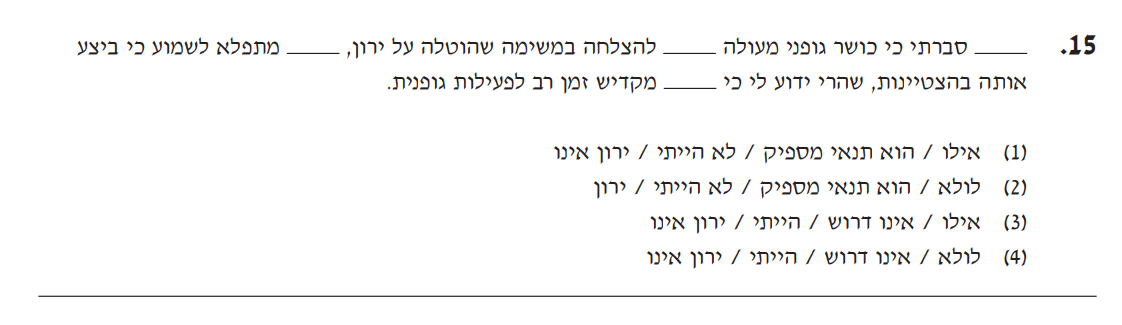 15. _____ סברתי כי כושר גופני מעולה _____ להצלחה במשימה שהוטלה על ירון, _____ מתפלא לשמוע כי ביצע
אותה בהצטיינות, שהרי ידוע לי כי _____ מקדיש זמן רב לפעילות גופנית.
(1) אילו / הוא תנאי מספיק / לא הייתי / ירון אינו
(2) לולא / הוא תנאי מספיק / לא הייתי / ירון
(3) אילו / אינו דרוש / הייתי / ירון אינו
(4) לולא / אינו דרוש / הייתי / ירון אינו